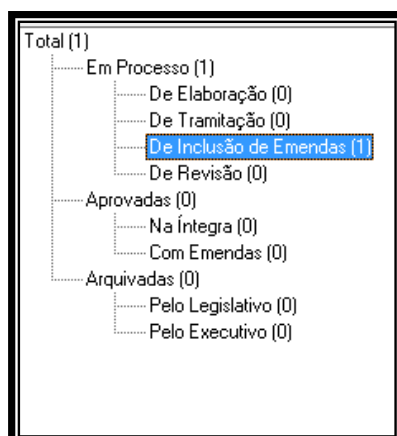 Total (1)
Em Processo (1)
De Elaboração (0)
De Tramitação (0)
De Inclusão de Emendas (1)
De Revisão (0)
Aprovadas (0)
Na Íntegra (0)
Com Emendas (0)
Arquivadas (0)
Pelo Legislativo (0)
Pelo Executivo (0)